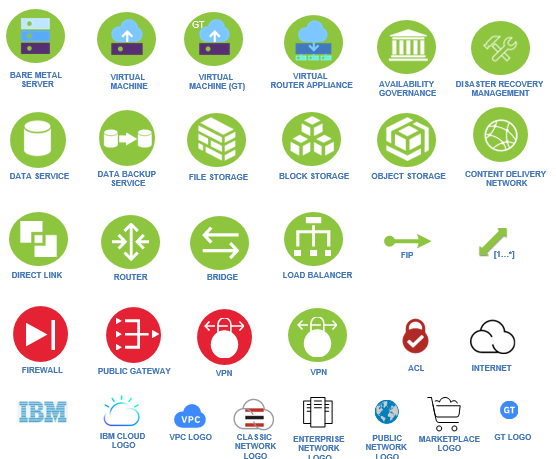 GT
BARE METAL
SERVER
VIRTUAL
MACHINE
VIRTUAL
MACHINE (GT)
VIRTUAL
ROUTER APPLIANCE
AVAILABILITY
GOVERNANCE
DISASTER RECOVERY
MANAGEMENT
DATA SERVICE
DATA BACKUP
SERVICE
FILE STORAGE
BLOCK STORAGE
OBJECT STORAGE
CONTENT DELIVERY
NETWORK
DIRECT LINK
ROUTER
BRIDGE
LOAD BALANCER
FIP
[1...*]
FIREWALL
PUBLIC GATEWAY
VPN
VPN
ACL
INTERNET
IBM
IBM CLOUD
LOGO
VPC
VPC LOGO
CLASSIC
NETWORK
LOGO
ENTERPRISE
NETWORK
LOGO
PUBLIC
NETWORK
LOGO
MARKETPLACE
LOGO
GT
GT LOGO